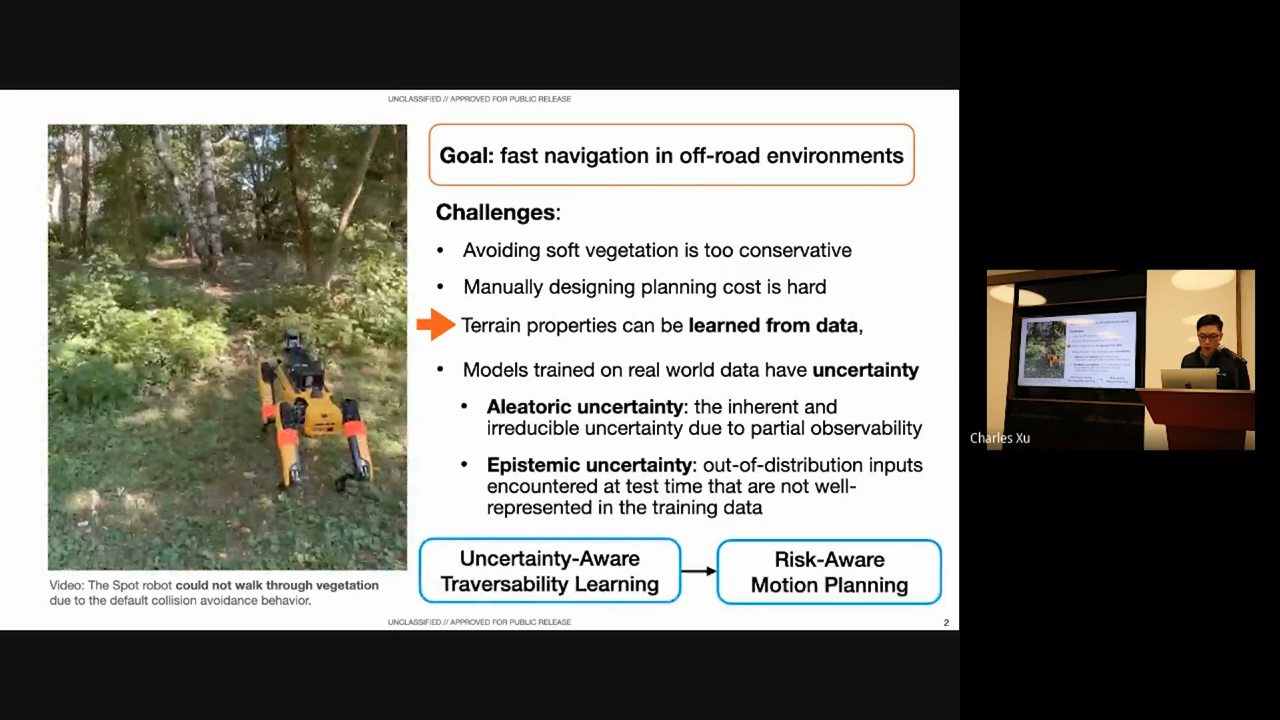 UNCLASSIFIED // APPROVED FOR PUBLIC RELEASE
Goal: fast navigation in off-road environments
Challenges:
• Avoiding soft vegetation is too conservative
• Manually designing planning cost is hard
Terrain properties can be learned from data,
• Models trained on real world data have uncertainty
• Aleatoric uncertainty: the inherent and
irreducible uncertainty due to partial observability
• Epistemic uncertainty: out-of-distribution inputs
encountered at test time that are not well-
represented in the training data
Uncertainty-Aware
Traversability Learning
Risk-Aware
Motion Planning
Video: The Spot robot could not walk through vegetation
due to the default collision avoidance behavior.
UNCLASSIFIED // APPROVED FOR PUBLIC RELEASE
2
Charles Xu